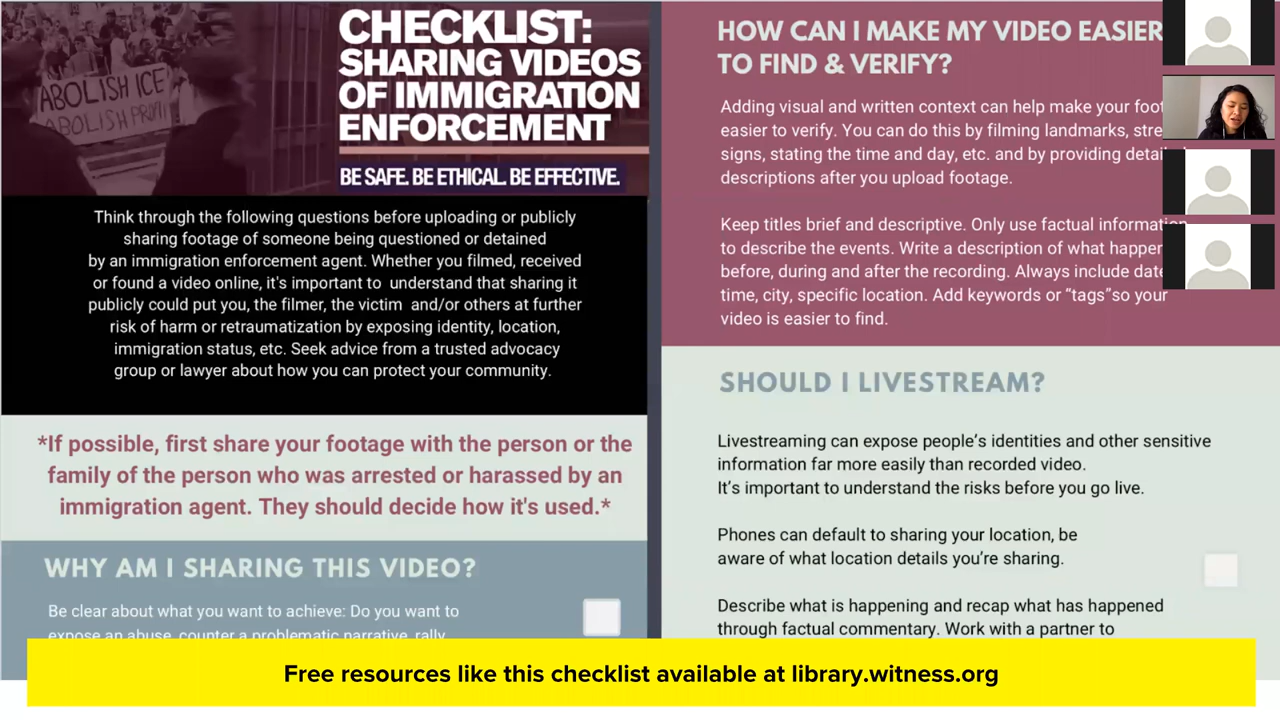 ABOLISH ICE
CHECKLIST:
SHARING VIDEOS
OF IMMIGRATION
ENFORCEMENT
BE SAFE. BE ETHICAL. BE EFFECTIVE.
Think through the following questions before uploading or publicly
sharing footage of someone being questioned or detained
by an immigration enforcement agent. Whether you filmed, received
or found a video online, it's important to understand that sharing it
publicly could put you, the filmer, the victim and/or others at further
risk of harm or retraumatization by exposing identity, location,
immigration status, etc. Seek advice from a trusted advocacy
group or lawyer about how you can protect your community.
*If possible, first share your footage with the person or the
family of the person who was arrested or harassed by an
immigration agent. They should decide how it's used.*
WHY AM I SHARING THIS VIDEO?
Be clear about what you want to achieve: Do you want to
expose an abuse, counter a problematic narrative, rally
HOW CAN I MAKE MY VIDEO EASIER
TO FIND & VERIFY?
Adding visual and written context can help make your
easier to verify. You can do this by filming landmarks,
signs, stating the time and day, etc. and by providing
descriptions after you upload footage.
Keep titles brief and descriptive. Only use factual information
to describe the events. Write a description of what
before, during and after the recording. Always include
time, city, specific location. Add keywords or “tags”so your
video is easier to find.
SHOULD I LIVESTREAM?
Livestreaming can expose people’s identities and other sensitive
information far more easily than recorded video.
It’s important to understand the risks before you go live.
Phones can default to sharing your location, be
aware of what location details you’re sharing.
Describe what is happening and recap what has happened
through factual commentary. Work with a partner to
Free resources like this checklist available at library.witness.org